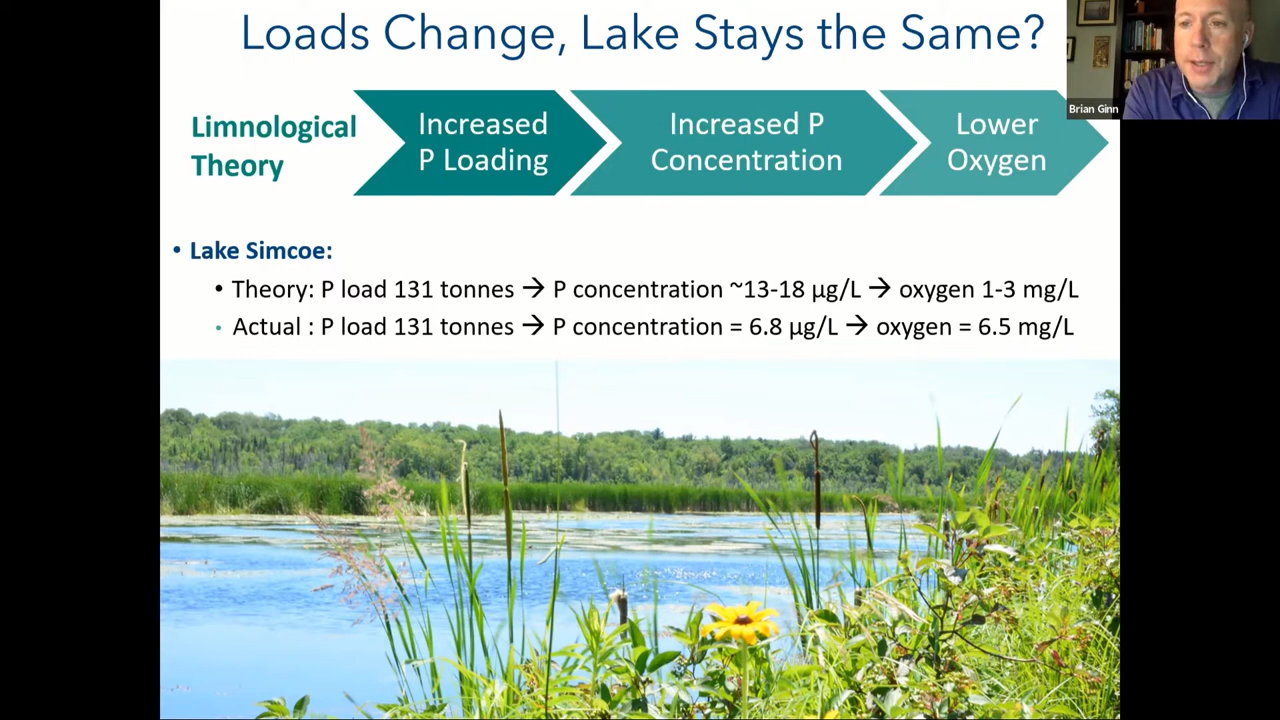 Loads Change, Lake Stays the Same?
Limnological
Theory
Increased
P Loading
Increased P
Concentration
Lower
Oxygen
Brian Ginn
• Lake Simcoe:
• Theory: P load 131 tonnes → P concentration ~13-18 µg/L → oxygen 1-3 mg/L
• Actual : P load 131 tonnes → P concentration = 6.8 µg/L → oxygen = 6.5 mg/L